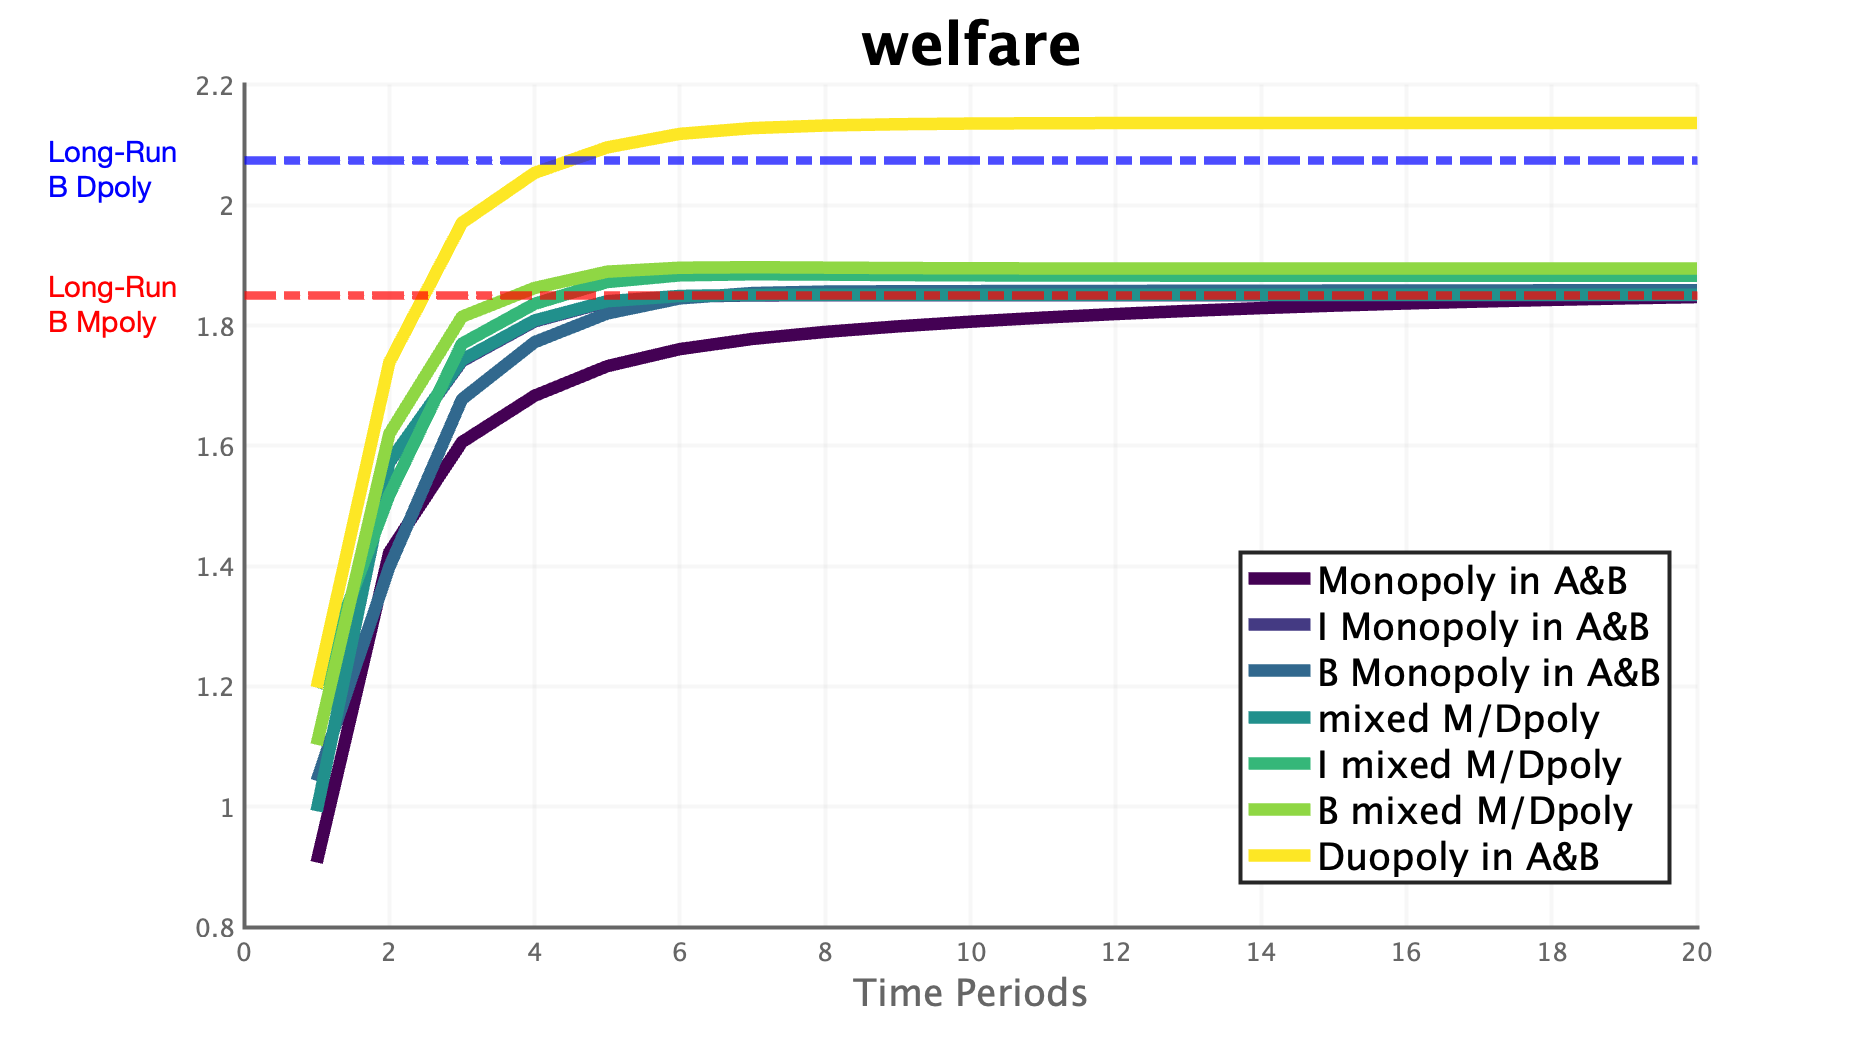 welfare
2.2
2
1.8
1.6
1.4
1.2
1
0.8
Long-Run
B Dpoly
Long-Run
B Mpoly
Monopoly in A&B
I Monopoly in A&B
B Monopoly in A&B
mixed M/Dpoly
I mixed M/Dpoly
B mixed M/Dpoly
Duopoly in A&B
0 2 4 6 8 10 12 14 16 18 20
Time Periods